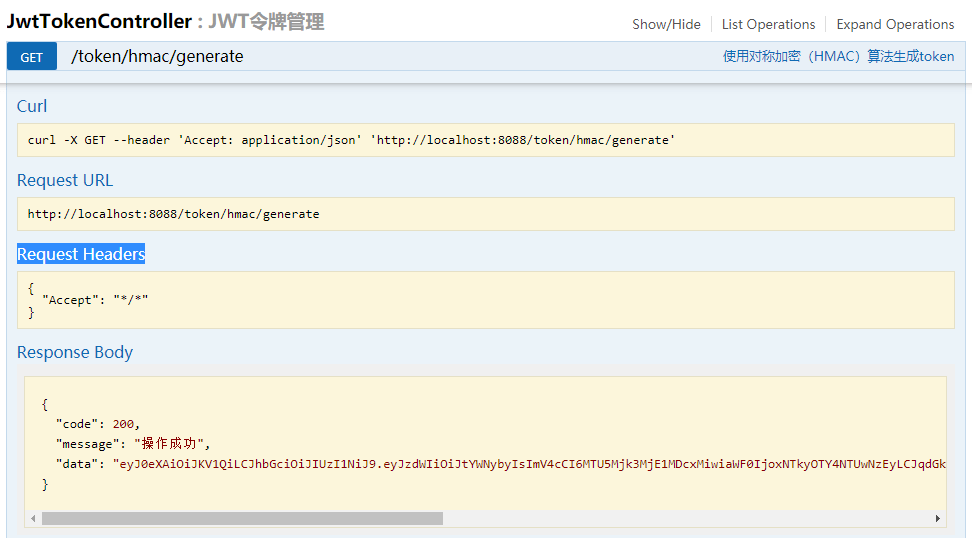 JwtTokenController : JWT令牌管理
Show/Hide List Operations Expand Operations
GET /token/hmac/generate 使用对称加密（HMAC）算法生成token
Curl
curl -X GET --header 'Accept: application/json' 'http://localhost:8088/token/hmac/generate'
Request URL
http://localhost:8088/token/hmac/generate
Request Headers
{
"Accept": "*/*"
}
Response Body
{
"code": 200,
"message": "操作成功",
"data": "eyJ0eXAiOiJKV1QiLCJhbGciOiJIUzI1NiJ9.eyJzdWIiOiJtYWNybyIsImV4cCI6MTU5Mjk3MjE1MDcxMiwiaWF0IjoxNTkyOTY4NTUwNzEyLCJqdGk
}